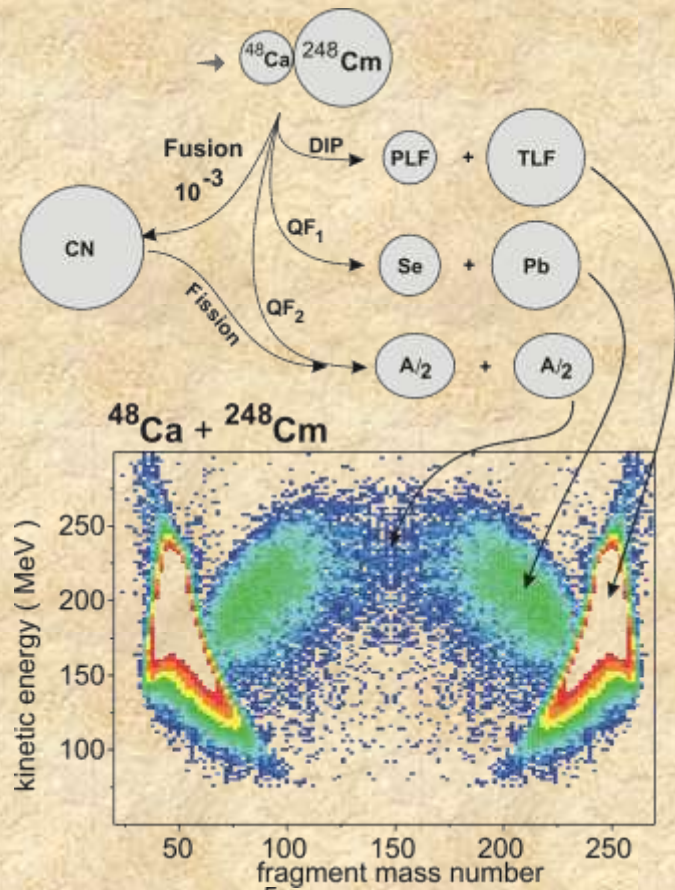 ⁴⁸Ca ²⁴⁸Cm
Fusion
10⁻³
DIP
PLF + TLF
CN
QF₁
Se + Pb
QF₂
Fission
A/2 + A/2
⁴⁸Ca + ²⁴⁸Cm
kinetic energy ( MeV )
250
200
150
100
50 100 150 200 250
fragment mass number